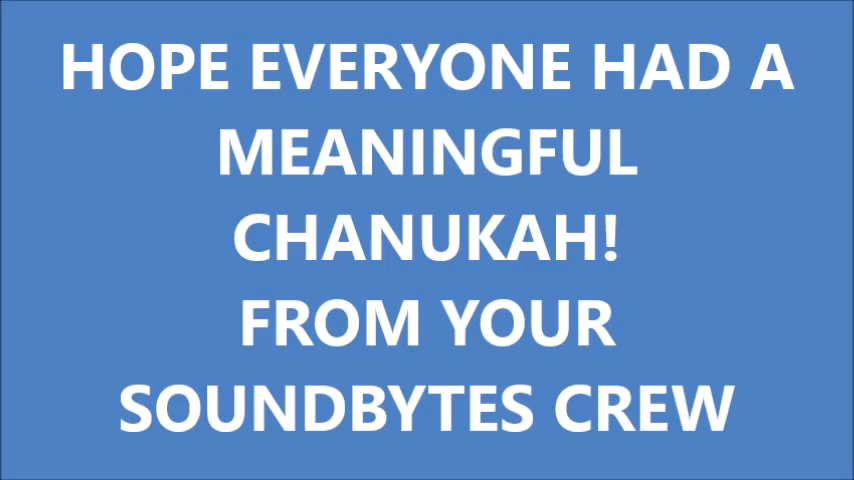 HOPE EVERYONE HAD A
MEANINGFUL
CHANUKAH!
FROM YOUR
SOUNDBYTES CREW